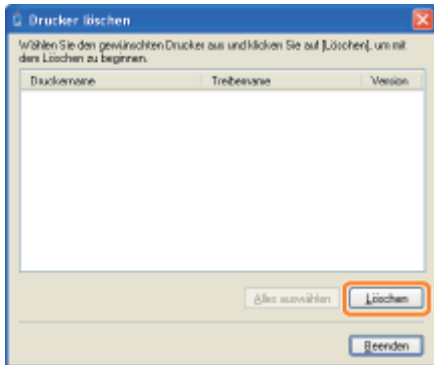 Drucker löschen
Wählen Sie den gewünschten Drucker aus und klicken Sie auf [Löschen], um mit
dem Löschen zu beginnen.
Druckername Treibername Version
Alles auswählen Löschen
Beenden